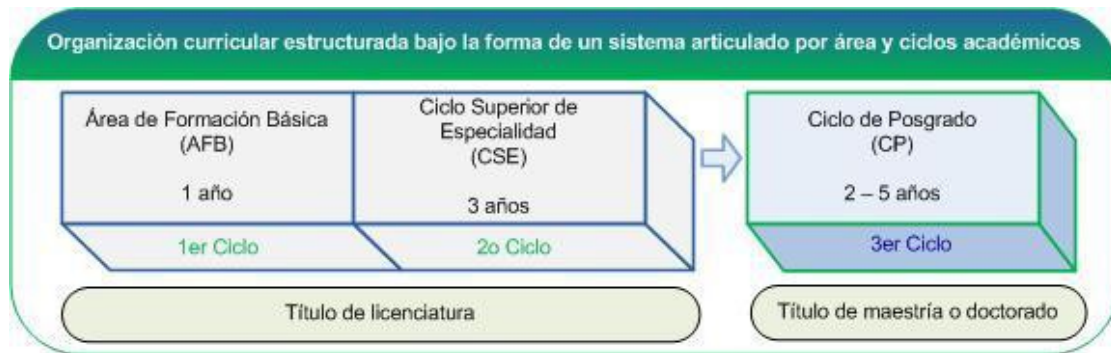 Organización curricular estructurada bajo la forma de un sistema articulado por área y ciclos académicos
Área de Formación Básica
(AFB)
1 año
1er Ciclo
Ciclo Superior de
Especialidad
(CSE)
3 años
2o Ciclo
Ciclo de Posgrado
(CP)
2 – 5 años
3er Ciclo
Título de licenciatura
Título de maestría o doctorado